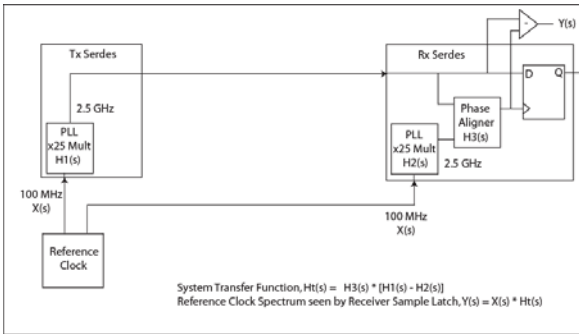 Tx Serdes
Rx Serdes
Y(s)
-
2.5 GHz
D
Q
PLL
x25 Mult
H1(s)
Phase
Aligner
H3(s)
PLL
x25 Mult
H2(s)
2.5 GHz
100 MHz
X(s)
100 MHz
X(s)
Reference
Clock
System Transfer Function, Ht(s) = H3(s) * [H1(s) - H2(s)]
Reference Clock Spectrum seen by Receiver Sample Latch, Y(s) = X(s) * Ht(s)